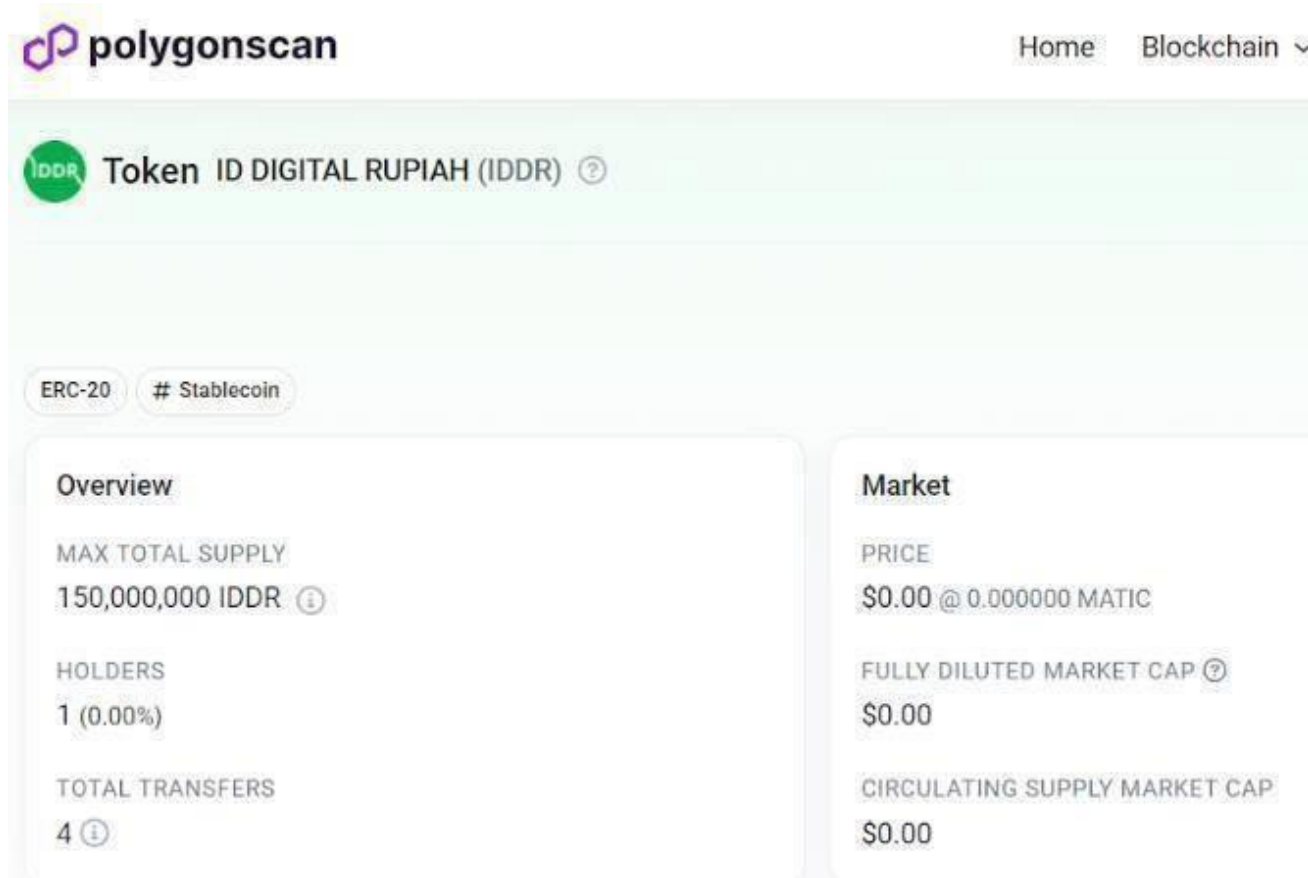 polygonscan
Home Blockchain
IDDR Token ID DIGITAL RUPIAH (IDDR) ?
ERC-20 # Stablecoin
Overview
MAX TOTAL SUPPLY
150,000,000 IDDR i
HOLDERS
1 (0.00%)
TOTAL TRANSFERS
4 i
Market
PRICE
$0.00 @ 0.000000 MATIC
FULLY DILUTED MARKET CAP ?
$0.00
CIRCULATING SUPPLY MARKET CAP
$0.00